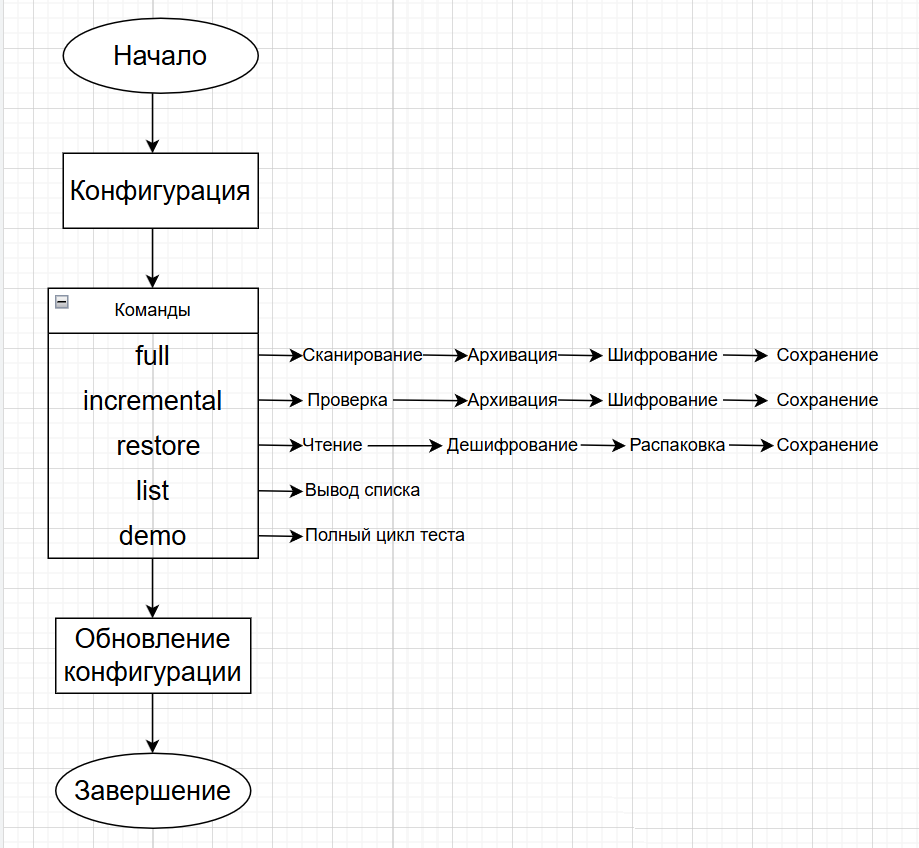 Начало
Конфигурация
Команды
full Сканирование Архивация Шифрование Сохранение
incremental Проверка Архивация Шифрование Сохранение
restore Чтение Дешифрование Распаковка Сохранение
list Вывод списка
demo Полный цикл теста
Обновление
конфигурации
Завершение